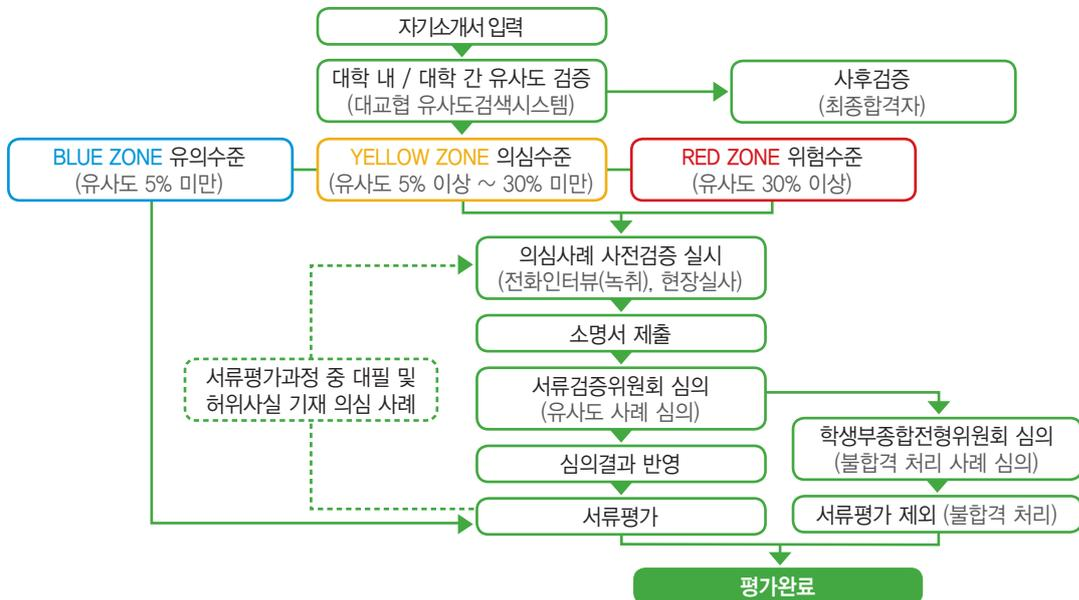 자기소개서 입력
대학 내 / 대학 간 유사도 검증
(대교협 유사도검색시스템)
사후검증
(최종합격자)
BLUE ZONE 유의수준
(유사도 5% 미만)
YELLOW ZONE 의심수준
(유사도 5% 이상 ~ 30% 미만)
RED ZONE 위험수준
(유사도 30% 이상)
의심사례 사전검증 실시
(전화인터뷰(녹취), 현장실사)
소명서 제출
서류평가과정 중 대필 및
허위사실 기재 의심 사례
서류검증위원회 심의
(유사도 사례 심의)
학생부종합전형위원회 심의
(불합격 처리 사례 심의)
심의결과 반영
서류평가
서류평가 제외 (불합격 처리)
평가완료